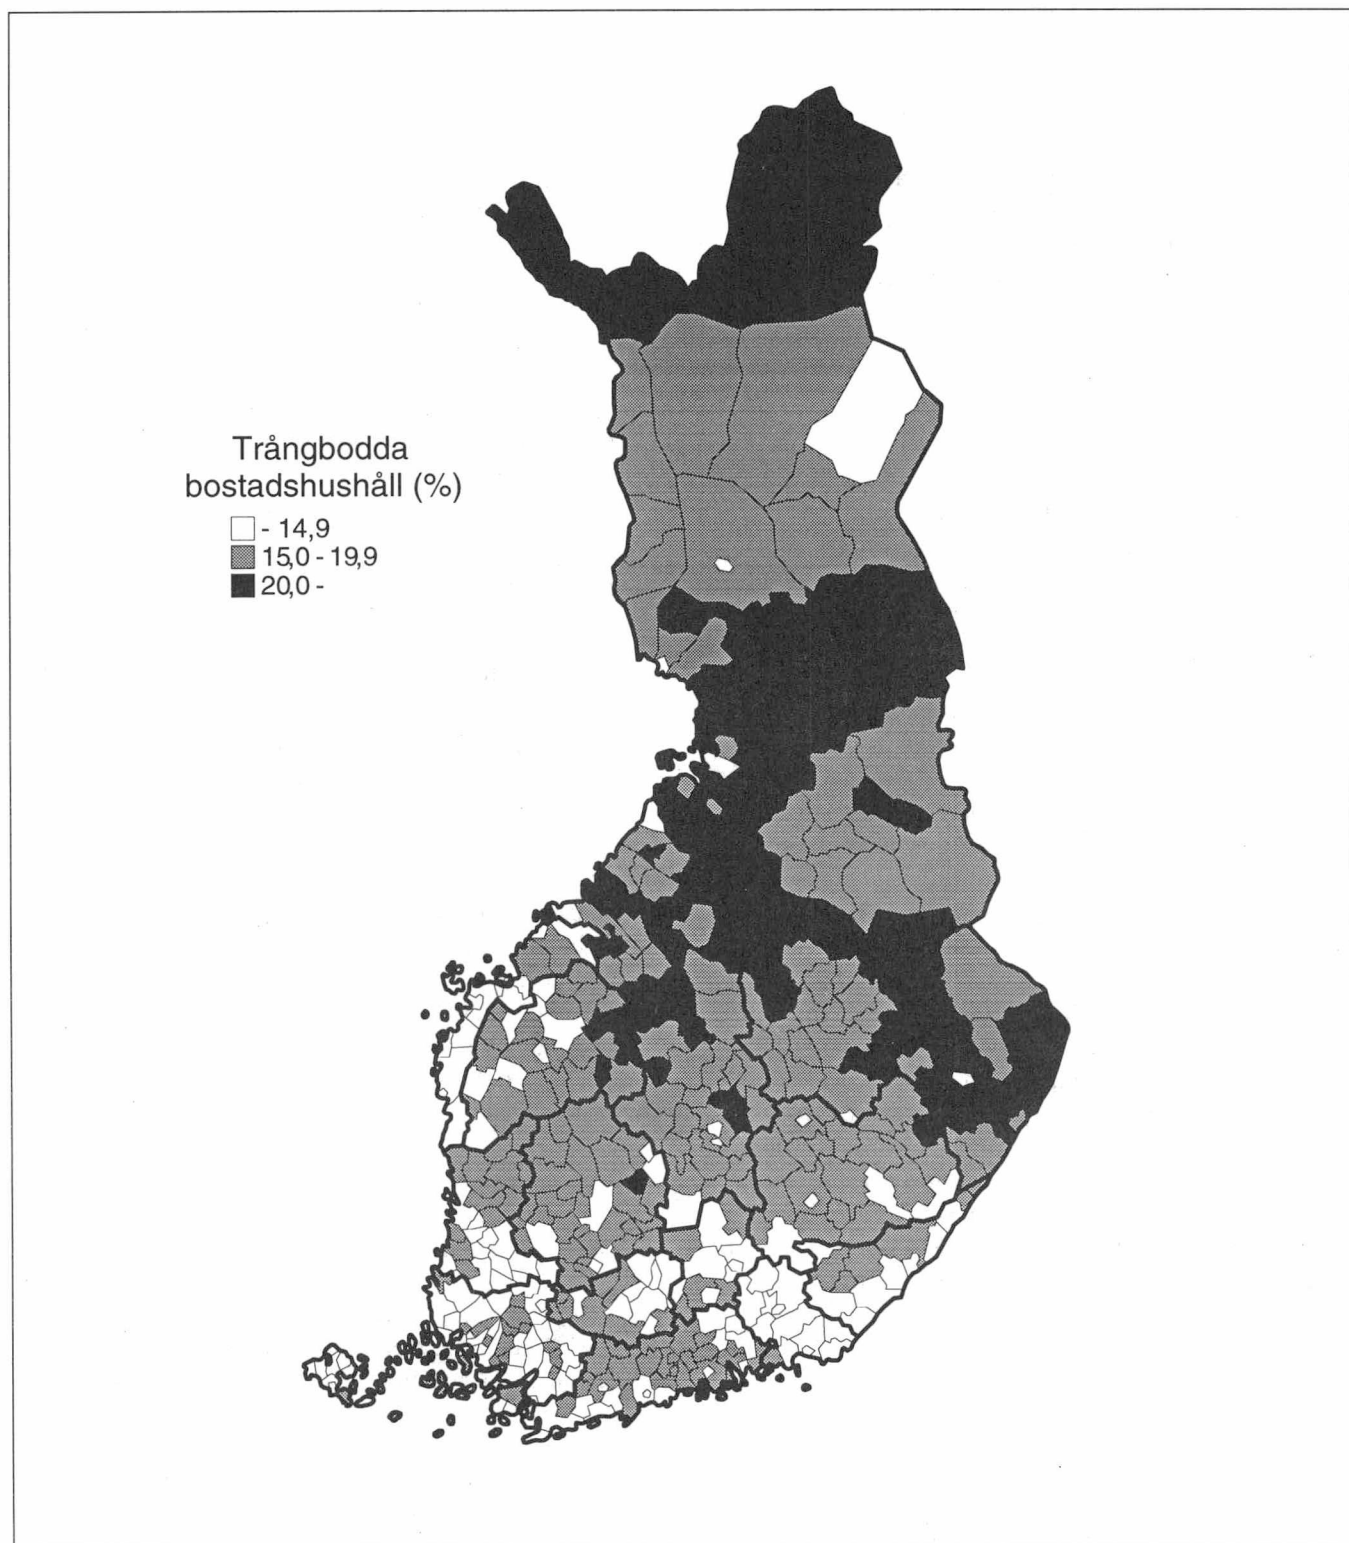 Trångbodda
bostadshushåll (%)
- 14,9
15,0 - 19,9
20,0 -